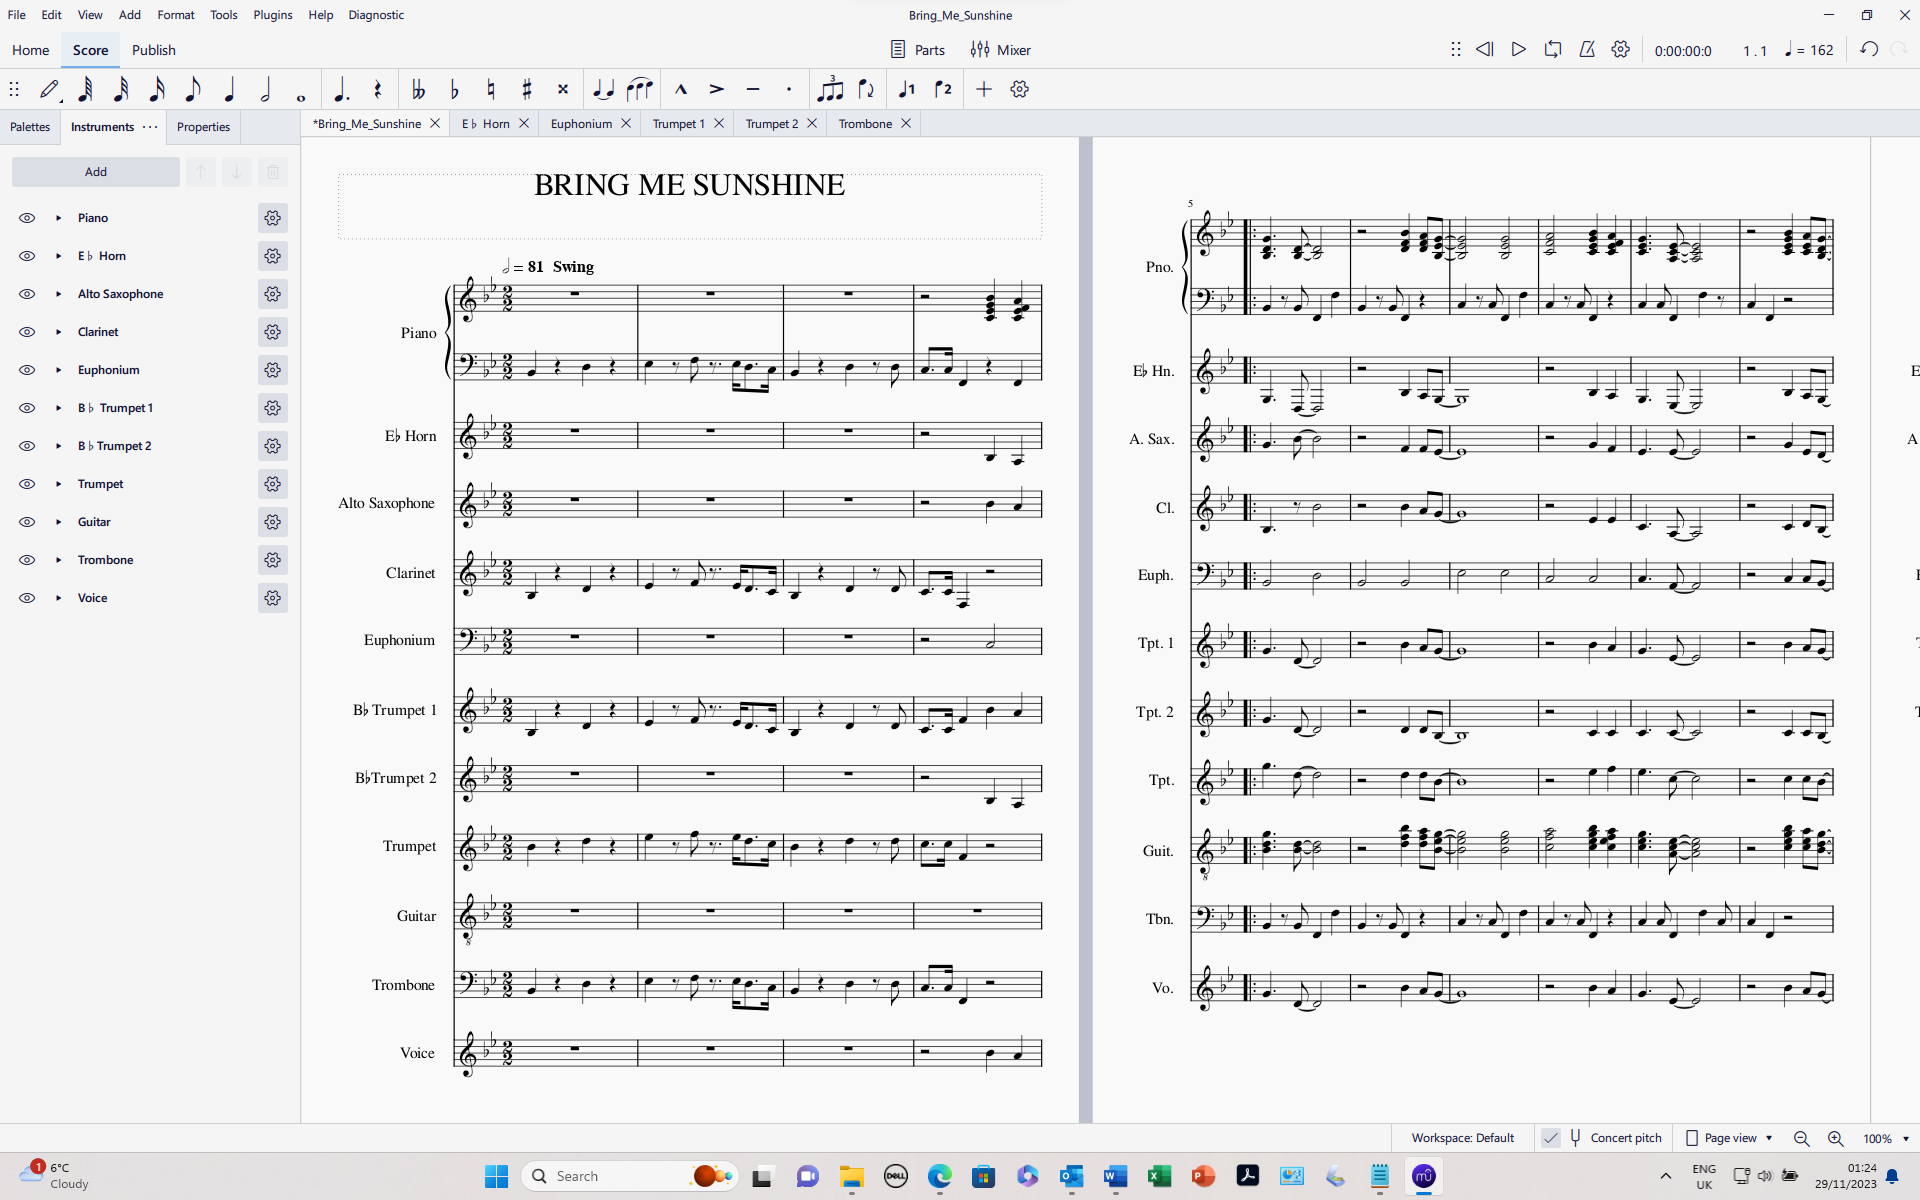 File Edit View Add Format Tools Plugins Help Diagnostic
Bring_Me_Sunshine
Home Score Publish
Parts Mixer
0:00:00:0 1 . 1 = 162
Palettes Instruments Properties
*Bring_Me_Sunshine E♭ Horn Euphonium Trumpet 1 Trumpet 2 Trombone
Add
Piano
E♭ Horn
Alto Saxophone
Clarinet
Euphonium
B♭ Trumpet 1
B♭Trumpet 2
Trumpet
Guitar
Trombone
Voice
BRING ME SUNSHINE
= 81 Swing
Piano
E♭ Horn
Alto Saxophone
Clarinet
Euphonium
B♭ Trumpet 1
B♭Trumpet 2
Trumpet
Guitar
Trombone
Voice
5
Pno.
E♭ Hn.
A. Sax.
Cl.
Euph.
Tpt. 1
Tpt. 2
Tpt.
Guit.
Tbn.
Vo.
Workspace: Default Concert pitch Page view 100%
1
6°C
Cloudy
Search
DELL
ENG
UK
01:24
29/11/2023